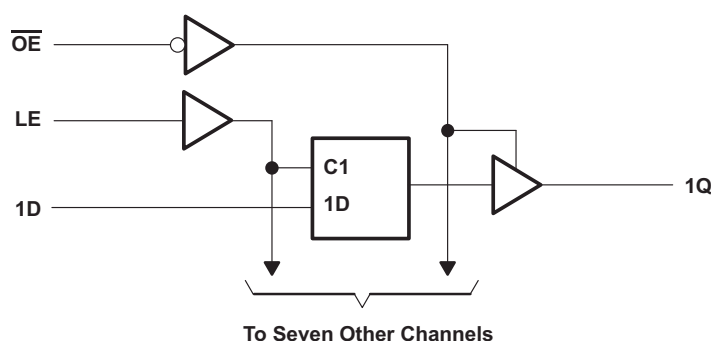 OE
LE
C1
1D
1D
1Q
To Seven Other Channels